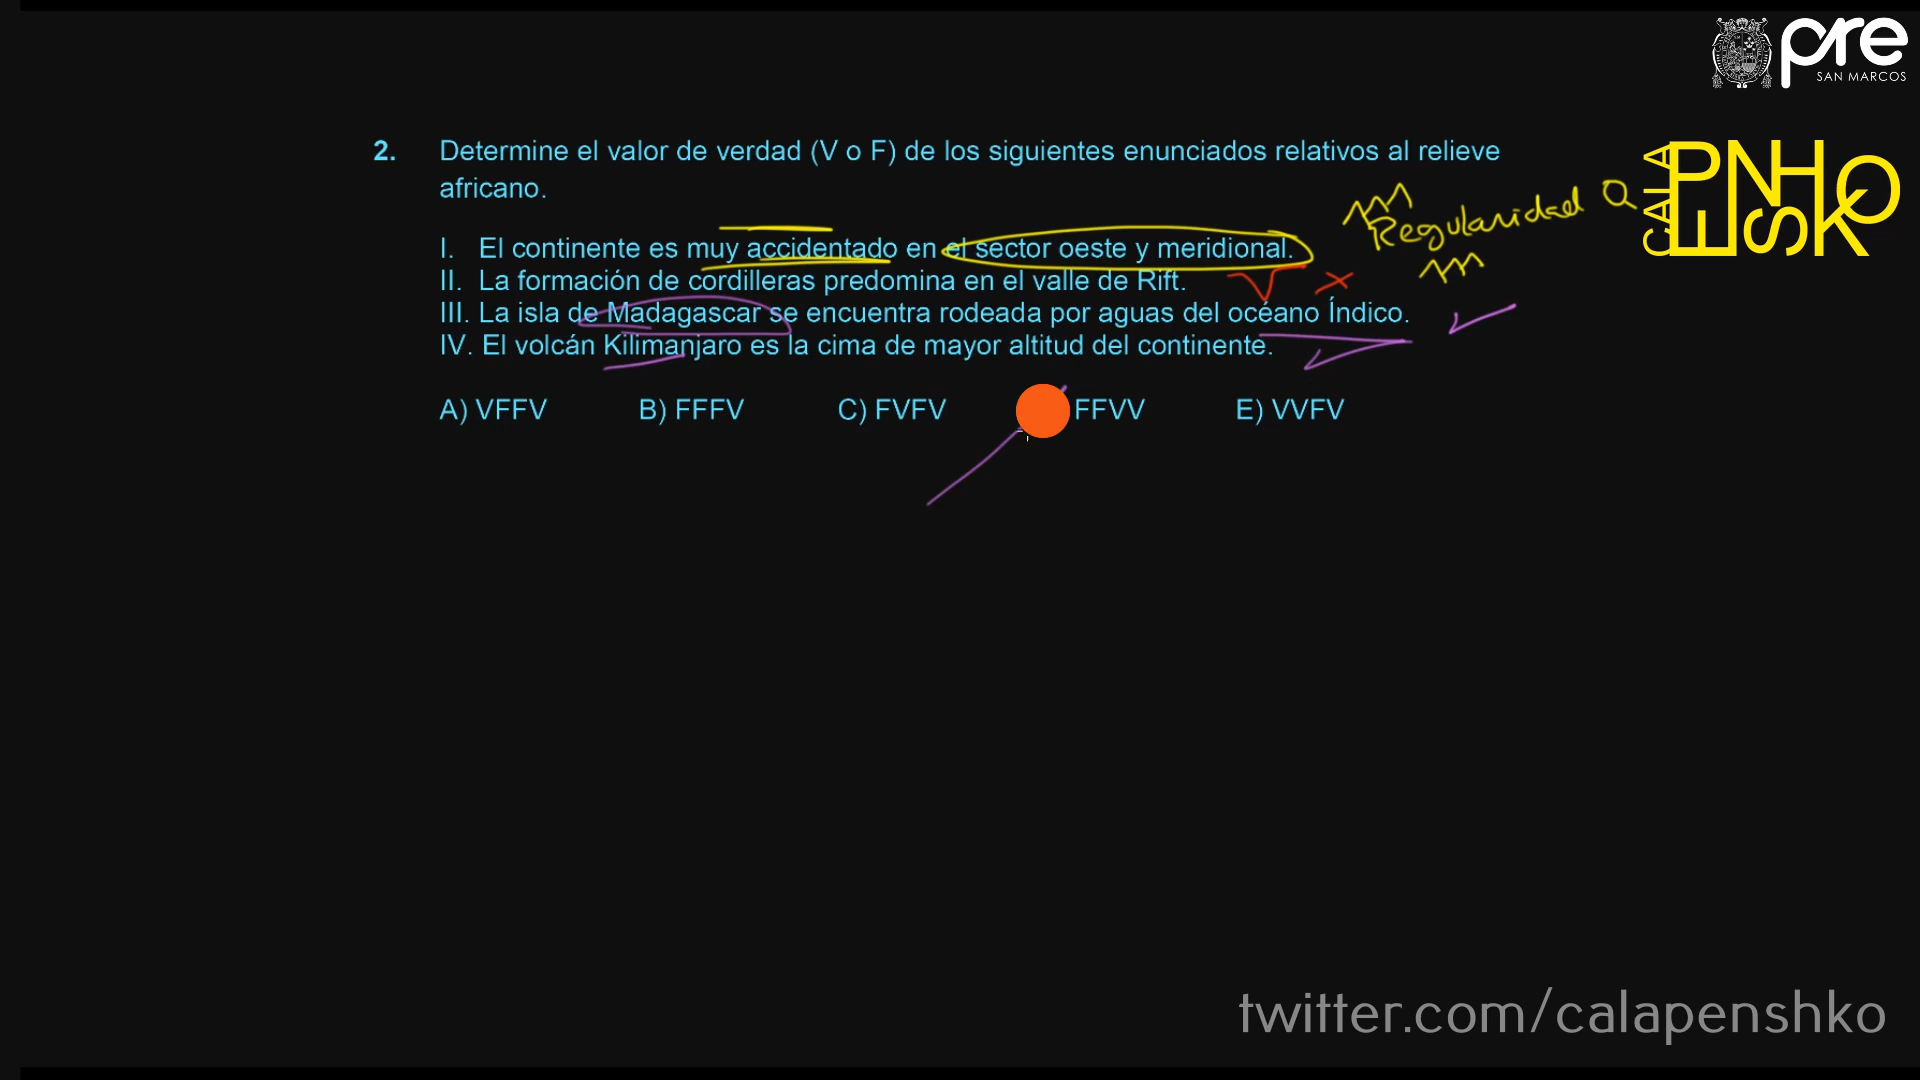 pre
SAN MARCOS
CALA
PENSHKO
2. Determine el valor de verdad (V o F) de los siguientes enunciados relativos al relieve
africano.
Regularidad
I. El continente es muy accidentado en el sector oeste y meridional.
II. La formación de cordilleras predomina en el valle de Rift.
III. La isla de Madagascar se encuentra rodeada por aguas del océano Índico.
IV. El volcán Kilimanjaro es la cima de mayor altitud del continente.
A) VFFV B) FFFV C) FVFV FFVV E) VVFV
twitter.com/calapenshko